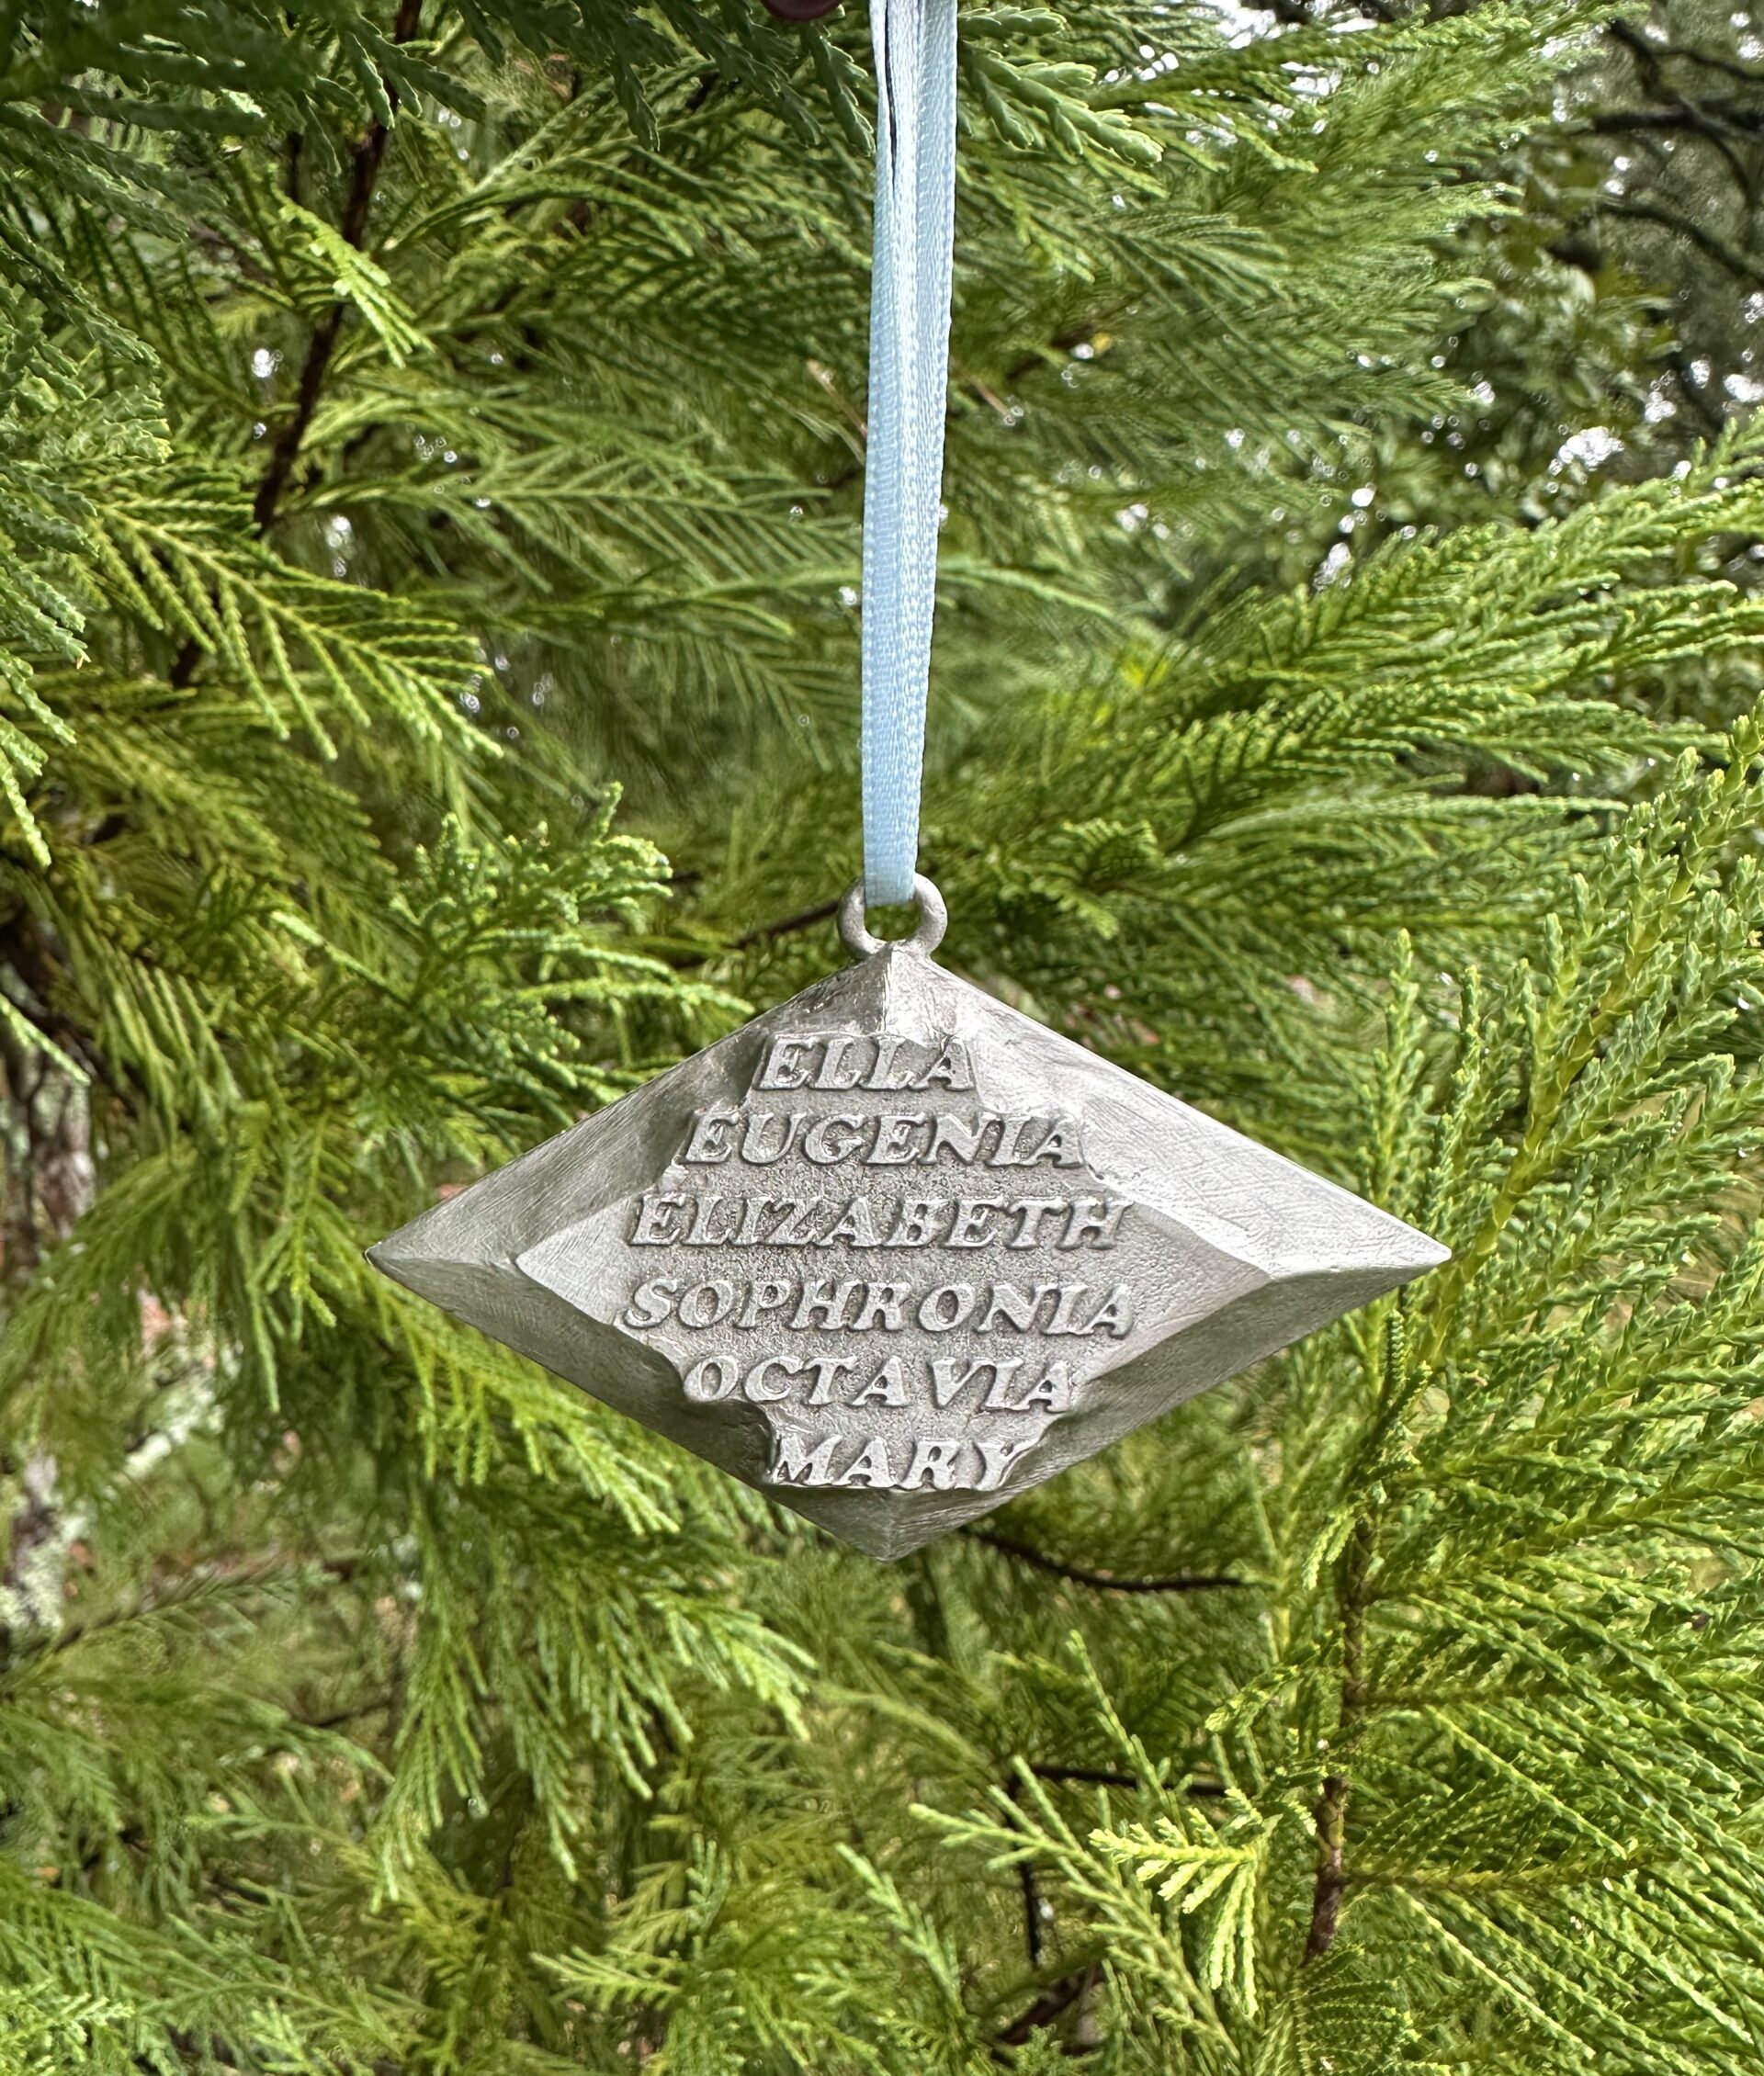 ELLA
EUGENIA
ELIZABETH
SOPHRONIA
OCTAVIA
MARY